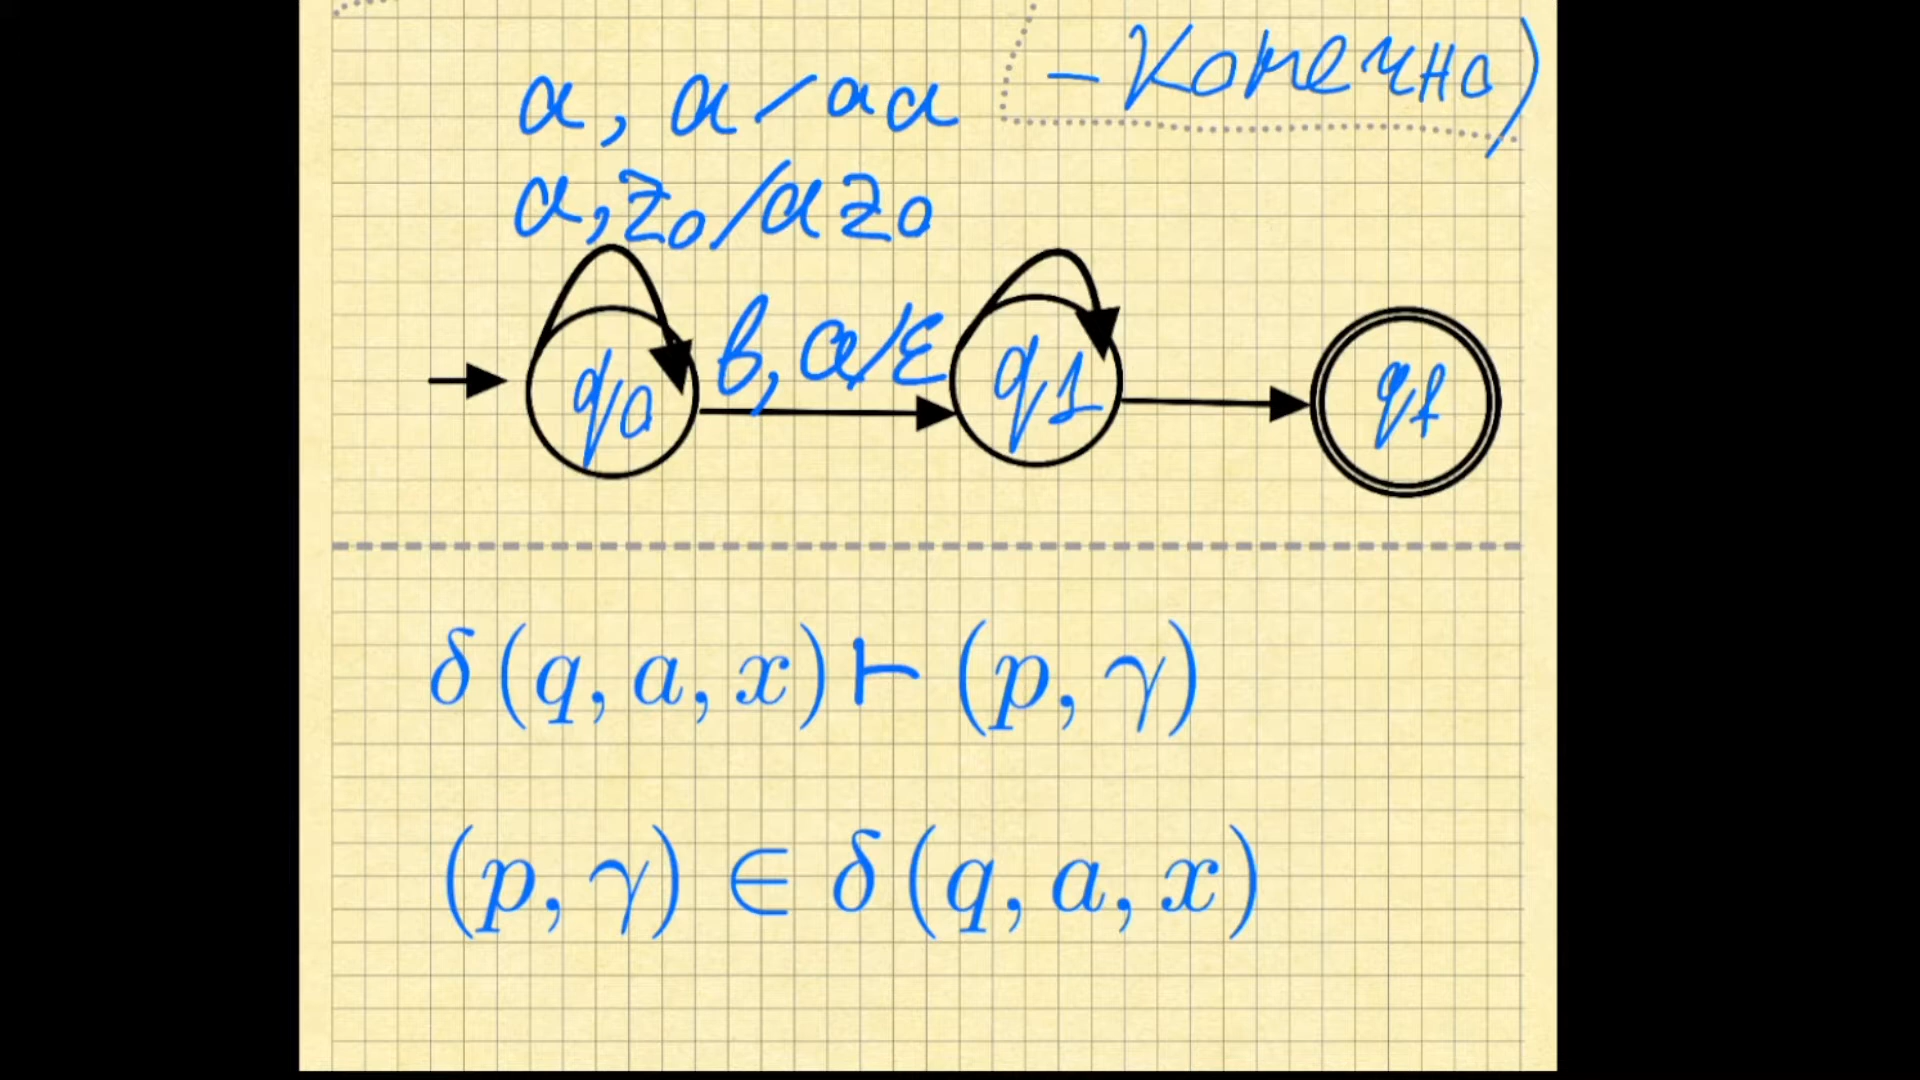 - конечно)
a, a/aa
a, z₀/az₀
b, a/ε
q₀ q₁ qf
δ(q, a, x) ⊢ (p, γ)
(p, γ) ∈ δ(q, a, x)